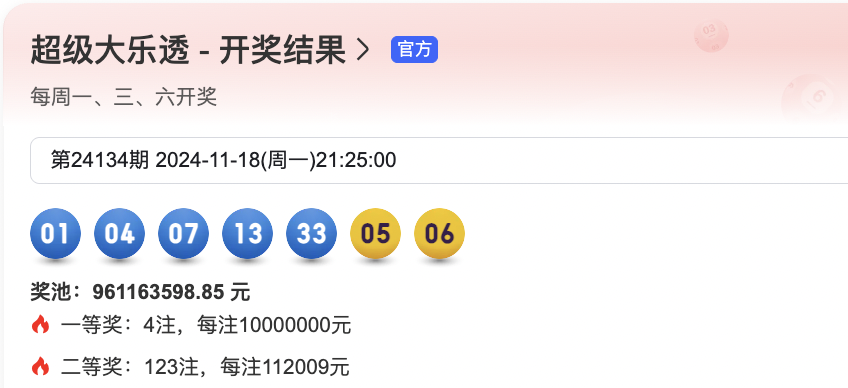 超级大乐透 - 开奖结果 > 官方
每周一、三、六开奖
第24134期 2024-11-18(周一)21:25:00
01 04 07 13 33 05 06
奖池：961163598.85 元
一等奖：4注，每注10000000元
二等奖：123注，每注112009元